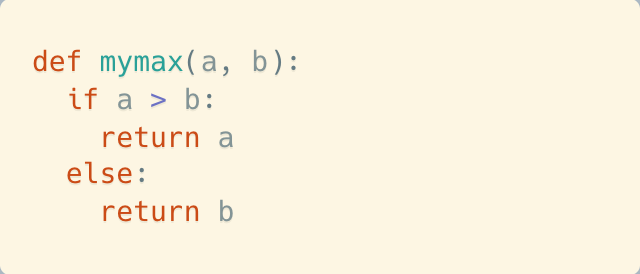 def mymax(a, b):
  if a > b:
    return a
  else:
    return b